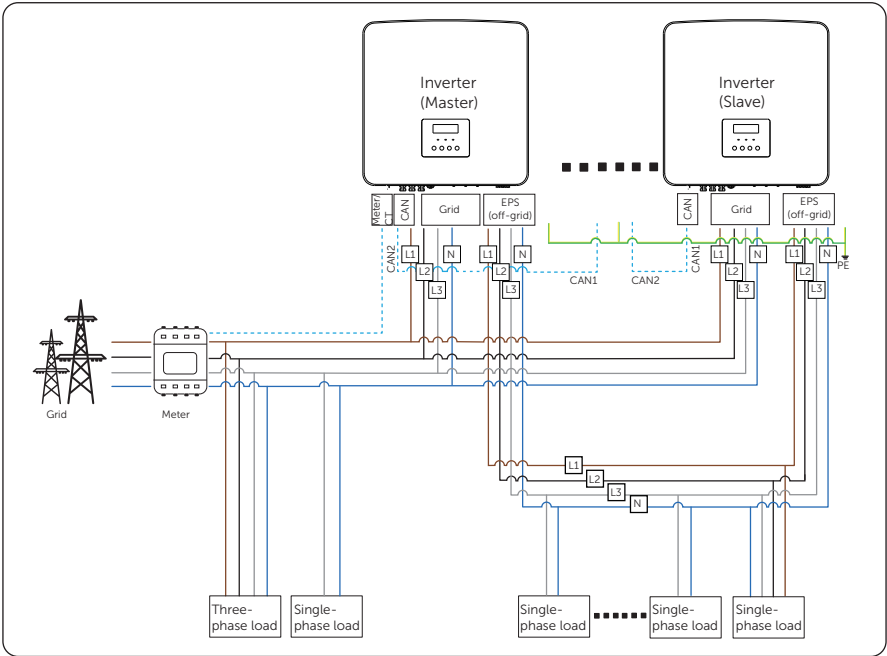 Inverter
(Master)
Inverter
(Slave)
Meter/
CT
CAN
Grid
EPS
(off-grid)
CAN
Grid
EPS
(off-grid)
CAN2
L1
L2
L3
N
L1
L2
L3
N
CAN1
CAN2
CAN1
L1
L2
L3
N
L1
L2
L3
N
PE
Grid
Meter
L1
L2
L3
N
Three-
phase load
Single-
phase load
Single-
phase load
Single-
phase load
Single-
phase load